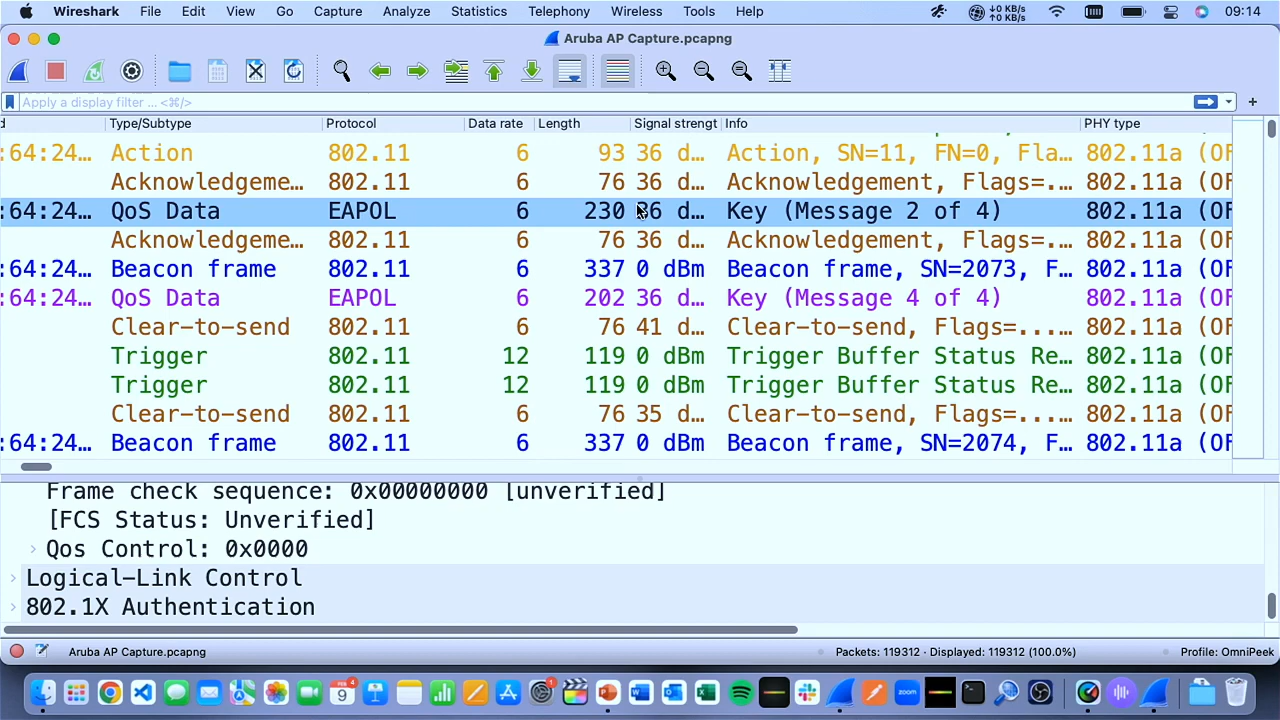 Wireshark File Edit View Go Capture Analyze Statistics Telephony Wireless Tools Help ↓0 KB/s ↑0 KB/s 09:14
Aruba AP Capture.pcapng
Apply a display filter ... <⌘/>
d Type/Subtype Protocol Data rate Length Signal strengt Info PHY type
:64:24… Action 802.11 6 93 36 d… Action, SN=11, FN=0, Fla… 802.11a (OF
Acknowledgeme… 802.11 6 76 36 d… Acknowledgement, Flags=.… 802.11a (OF
:64:24… QoS Data EAPOL 6 230 36 d… Key (Message 2 of 4) 802.11a (OF
Acknowledgeme… 802.11 6 76 36 d… Acknowledgement, Flags=.… 802.11a (OF
:64:24… Beacon frame 802.11 6 337 0 dBm Beacon frame, SN=2073, F… 802.11a (OF
:64:24… QoS Data EAPOL 6 202 36 d… Key (Message 4 of 4) 802.11a (OF
Clear-to-send 802.11 6 76 41 d… Clear-to-send, Flags=....… 802.11a (OF
Trigger 802.11 12 119 0 dBm Trigger Buffer Status Re… 802.11a (OF
Trigger 802.11 12 119 0 dBm Trigger Buffer Status Re… 802.11a (OF
Clear-to-send 802.11 6 76 35 d… Clear-to-send, Flags=....… 802.11a (OF
:64:24… Beacon frame 802.11 6 337 0 dBm Beacon frame, SN=2074, F… 802.11a (OF
Frame check sequence: 0x00000000 [unverified]
[FCS Status: Unverified]
Qos Control: 0x0000
Logical-Link Control
802.1X Authentication
Aruba AP Capture.pcapng Packets: 119312 · Displayed: 119312 (100.0%) Profile: OmniPeek
FEB 9 4 1 zoom